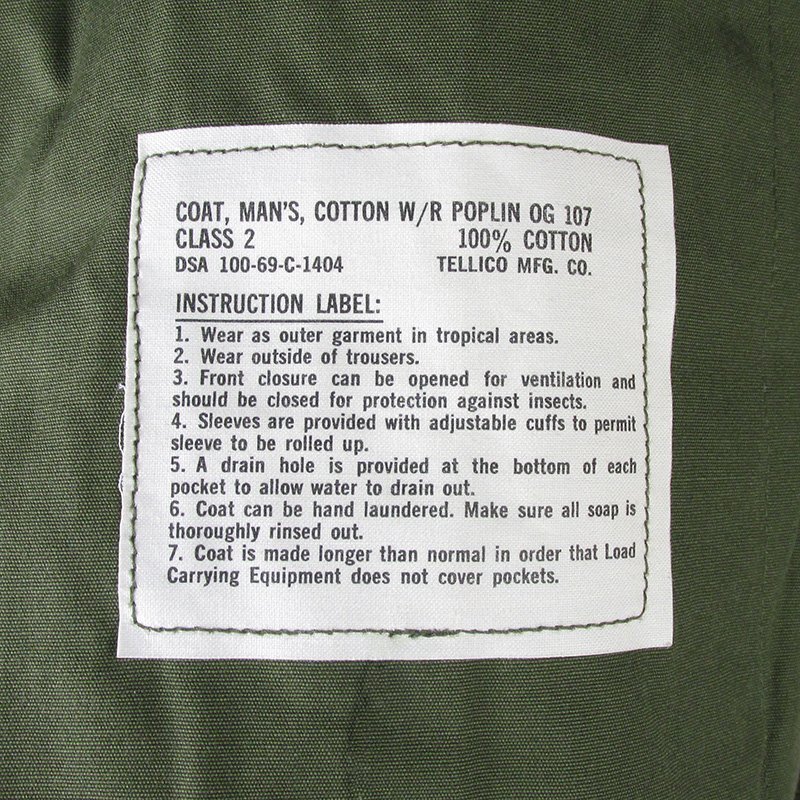 COAT, MAN'S, COTTON W/R POPLIN OG 107
CLASS 2 100% COTTON
DSA 100-69-C-1404 TELLICO MFG. CO.
INSTRUCTION LABEL:
1. Wear as outer garment in tropical areas.
2. Wear outside of trousers.
3. Front closure can be opened for ventilation and
should be closed for protection against insects.
4. Sleeves are provided with adjustable cuffs to permit
sleeve to be rolled up.
5. A drain hole is provided at the bottom of each
pocket to allow water to drain out.
6. Coat can be hand laundered. Make sure all soap is
thoroughly rinsed out.
7. Coat is made longer than normal in order that Load
Carrying Equipment does not cover pockets.